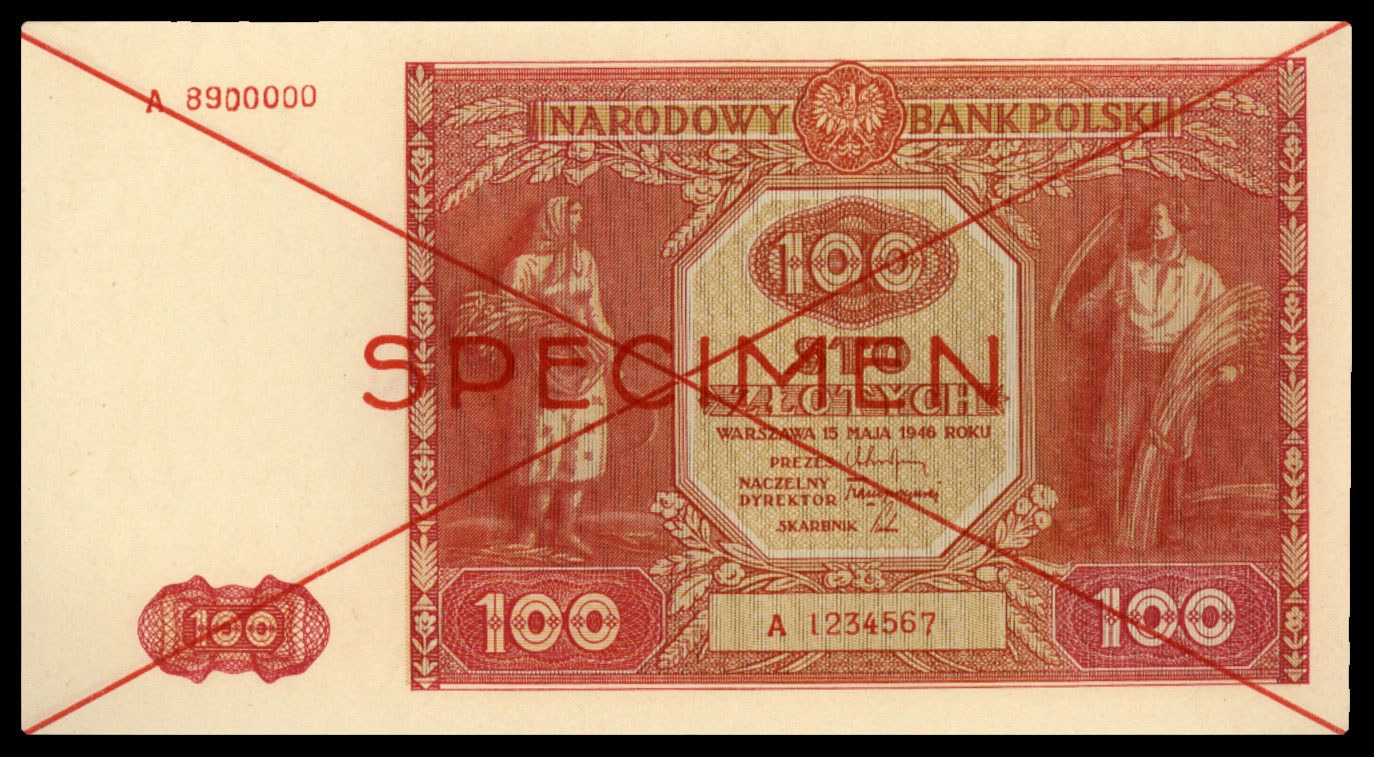 A 8900000
NARODOWY BANK POLSKI
100
SPECIMEN
STO
ZŁOTYCH
WARSZAWA 15 MAJA 1946 ROKU
PREZES
NACZELNY
DYREKTOR
SKARBNIK
100
100
A 1234567
100